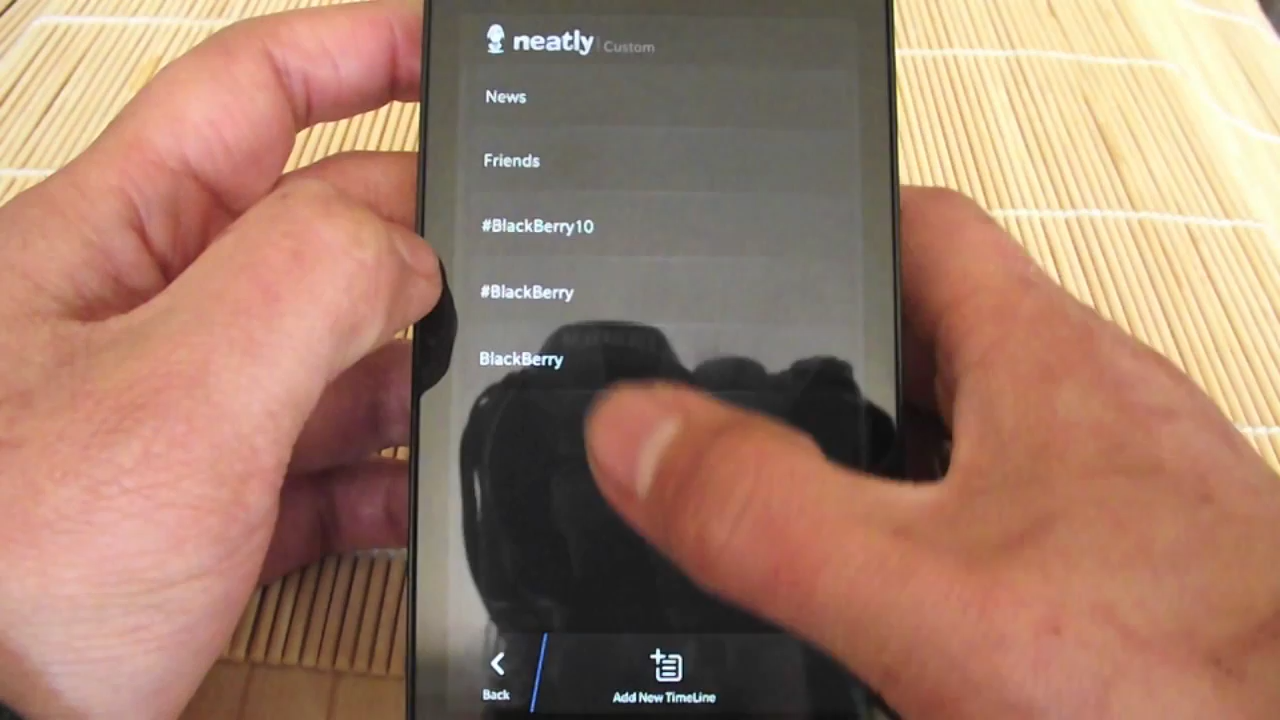 neatly | Custom
News
Friends
#BlackBerry10
#BlackBerry
BlackBerry
Back
Add New TimeLine